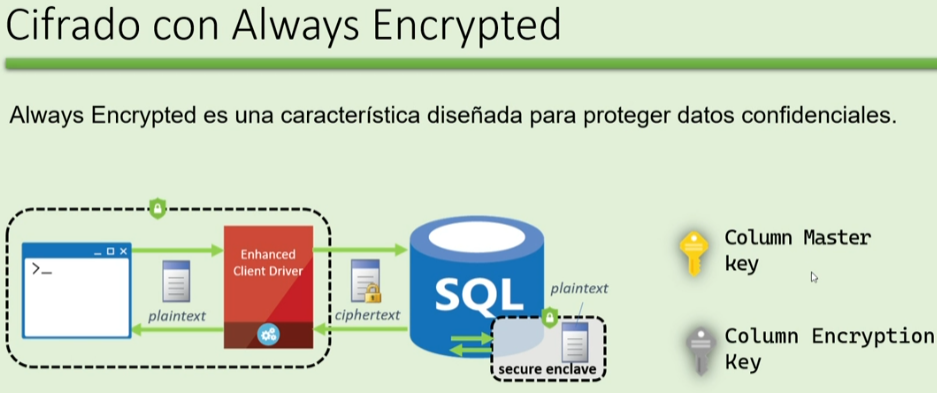 Cifrado con Always Encrypted
Always Encrypted es una característica diseñada para proteger datos confidenciales.
>_
plaintext
Enhanced
Client Driver
ciphertext
SQL
plaintext
secure enclave
Column Master
key
Column Encryption
Key